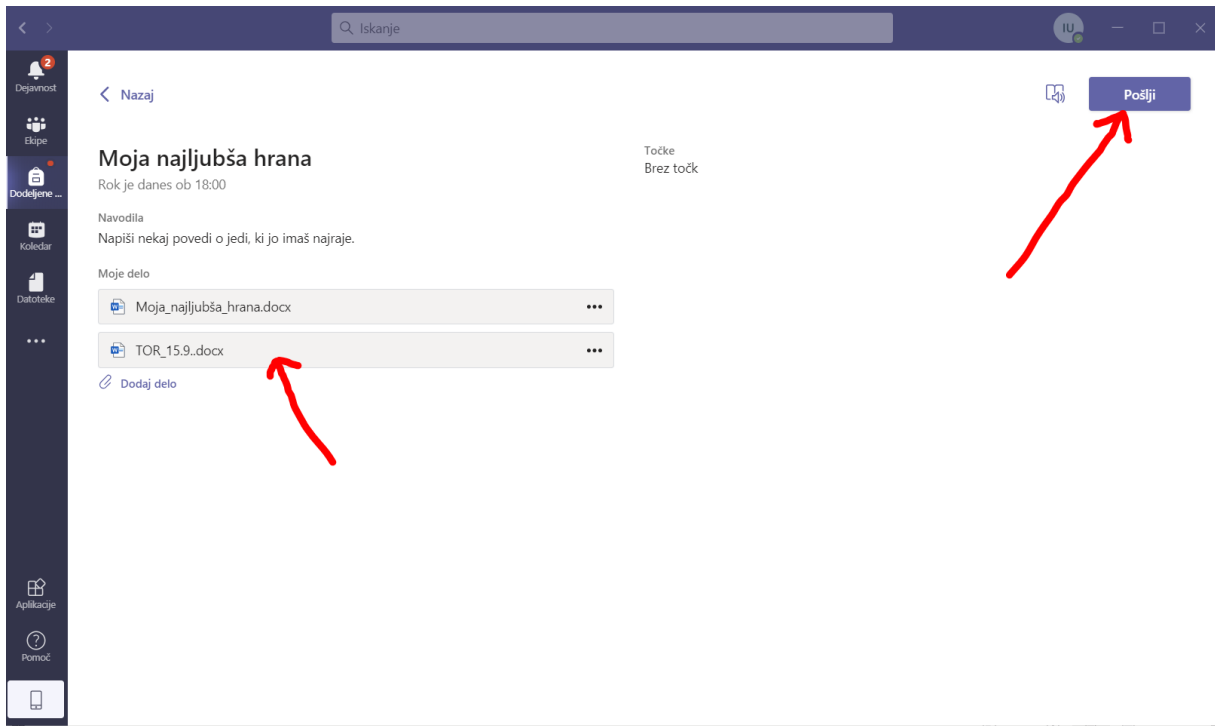 Iskanje
IU
2
Dejavnost
Ekipe
Dodeljene ...
Koledar
Datoteke
Aplikacije
Pomoč
Nazaj
Pošlji
Moja najljubša hrana
Rok je danes ob 18:00
Navodila
Napiši nekaj povedi o jedi, ki jo imaš najraje.
Moje delo
Moja_najljubša_hrana.docx
TOR_15.9..docx
Dodaj delo
Točke
Brez točk